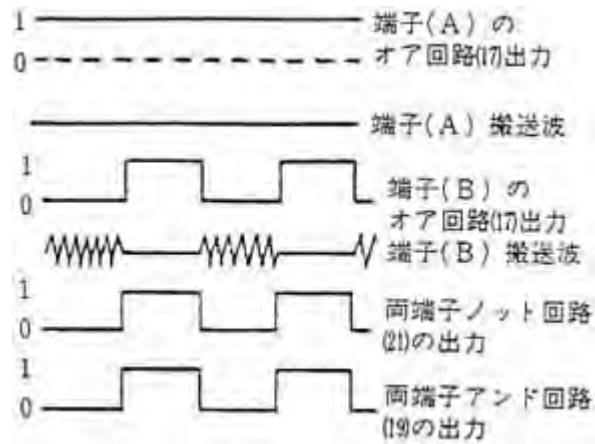 1
端子(A)の
0
オア回路(17)出力
端子(A)搬送波
1
端子(B)の
0
オア回路(17)出力
端子(B)搬送波
1
両端子ノット回路
0
(21)の出力
1
両端子アンド回路
0
(19)の出力